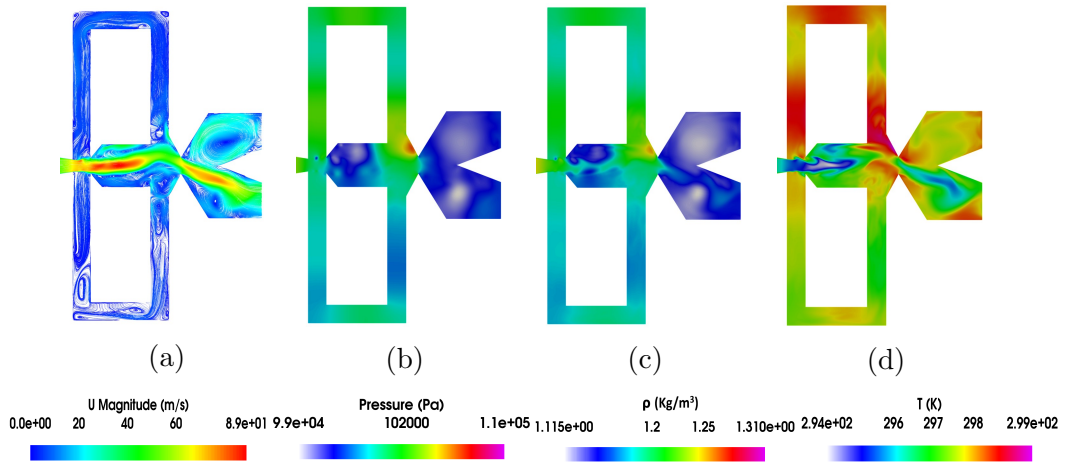 (a) (b) (c) (d)
U Magnitude (m/s) Pressure (Pa) ρ (Kg/m³) T (K)
0.0e+00 20 40 60 8.9e+01 9.9e+04 102000 1.1e+05 1.115e+00 1.2 1.25 1.310e+00 2.94e+02 296 297 298 2.99e+02